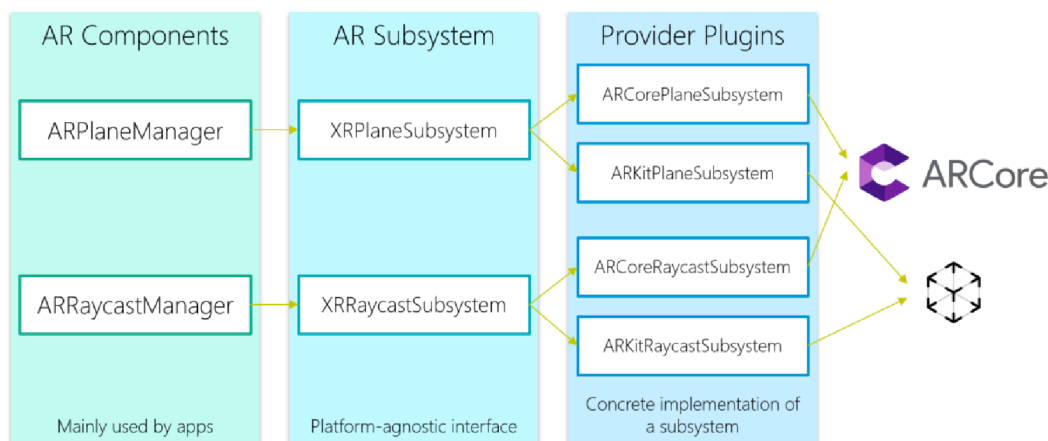 AR Components
AR Subsystem
Provider Plugins
ARPlaneManager
XRPlaneSubsystem
ARCorePlaneSubsystem
ARKitPlaneSubsystem
ARCore
ARRaycastManager
XRRaycastSubsystem
ARCoreRaycastSubsystem
ARKitRaycastSubsystem
Mainly used by apps
Platform-agnostic interface
Concrete implementation of
a subsystem